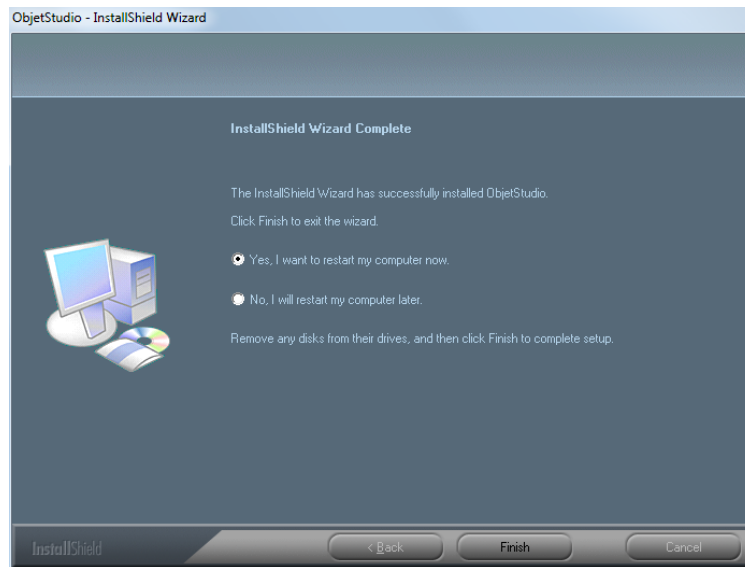 ObjetStudio - InstallShield Wizard
InstallShield Wizard Complete
The InstallShield Wizard has successfully installed ObjetStudio.
Click Finish to exit the wizard.
Yes, I want to restart my computer now.
No, I will restart my computer later.
Remove any disks from their drives, and then click Finish to complete setup.
InstallShield
< Back
Finish
Cancel